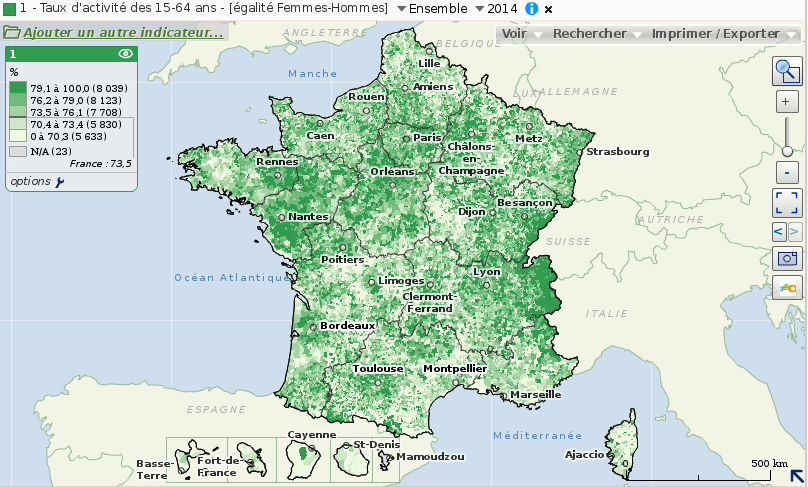 1 - Taux d'activité des 15-64 ans - [égalité Femmes-Hommes] Ensemble 2014 i ×
Ajouter un autre indicateur...
Voir Rechercher Imprimer / Exporter
1
%
79,1 à 100,0 (8 039)
76,2 à 79,0 (8 123)
73,5 à 76,1 (7 708)
70,4 à 73,4 (5 830)
0 à 70,3 (5 633)
N/A (23)
France : 73,5
options
ANGLETERRE
BELGIQUE
Manche
Lille
Amiens
LUX
ALLEMAGNE
Rouen
Caen
Paris
Metz
Châlons-
en-
Champagne
Strasbourg
Rennes
Orléans
Nantes
Dijon
Besançon
AUTRICHE
SUISSE
Poitiers
Océan Atlantique
Limoges
Lyon
Clermont-
Ferrand
ITALIE
Bordeaux
Toulouse
Montpellier
Marseille
ESPAGNE
Méditerranée
Cayenne
St-Denis
Mamoudzou
Basse-
Terre
Fort-de-
France
Ajaccio
0 500 km
+
-
< >